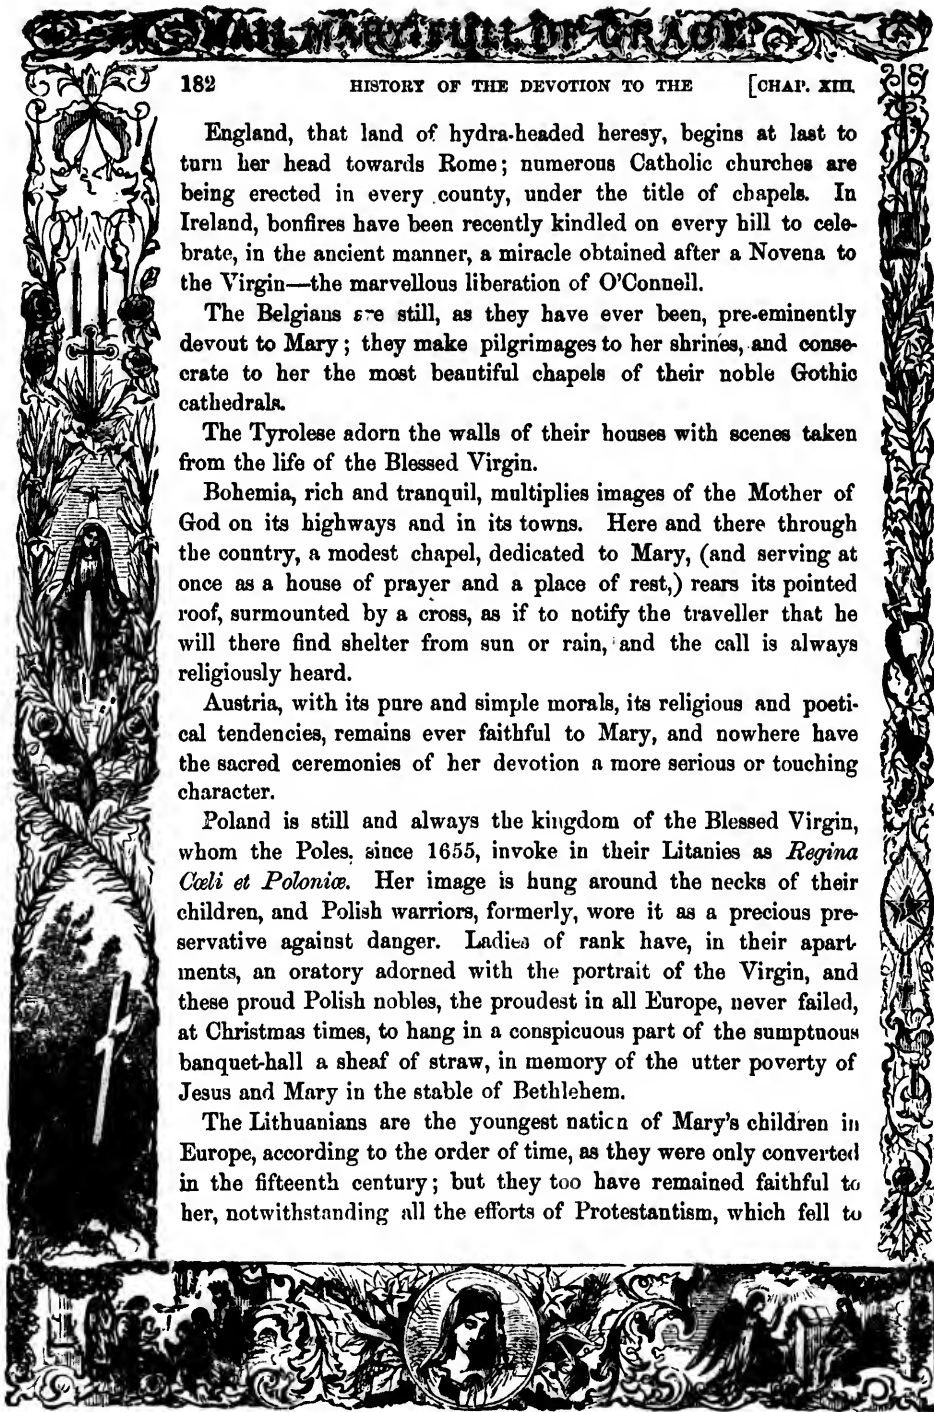 HAIL MARY! FULL OF GRACE!
182 HISTORY OF THE DEVOTION TO THE [CHAP. XIII.
England, that land of hydra-headed heresy, begins at last to
turn her head towards Rome; numerous Catholic churches are
being erected in every county, under the title of chapels. In
Ireland, bonfires have been recently kindled on every hill to cele-
brate, in the ancient manner, a miracle obtained after a Novena to
the Virgin—the marvellous liberation of O'Connell.
The Belgians are still, as they have ever been, pre-eminently
devout to Mary; they make pilgrimages to her shrines, and conse-
crate to her the most beautiful chapels of their noble Gothic
cathedrals.
The Tyrolese adorn the walls of their houses with scenes taken
from the life of the Blessed Virgin.
Bohemia, rich and tranquil, multiplies images of the Mother of
God on its highways and in its towns. Here and there through
the country, a modest chapel, dedicated to Mary, (and serving at
once as a house of prayer and a place of rest,) rears its pointed
roof, surmounted by a cross, as if to notify the traveller that he
will there find shelter from sun or rain, and the call is always
religiously heard.
Austria, with its pure and simple morals, its religious and poeti-
cal tendencies, remains ever faithful to Mary, and nowhere have
the sacred ceremonies of her devotion a more serious or touching
character.
Poland is still and always the kingdom of the Blessed Virgin,
whom the Poles, since 1655, invoke in their Litanies as Regina
Cœli et Poloniœ. Her image is hung around the necks of their
children, and Polish warriors, formerly, wore it as a precious pre-
servative against danger. Ladies of rank have, in their apart-
ments, an oratory adorned with the portrait of the Virgin, and
these proud Polish nobles, the proudest in all Europe, never failed,
at Christmas times, to hang in a conspicuous part of the sumptuous
banquet-hall a sheaf of straw, in memory of the utter poverty of
Jesus and Mary in the stable of Bethlehem.
The Lithuanians are the youngest nation of Mary's children in
Europe, according to the order of time, as they were only converted
in the fifteenth century; but they too have remained faithful to
her, notwithstanding all the efforts of Protestantism, which fell to